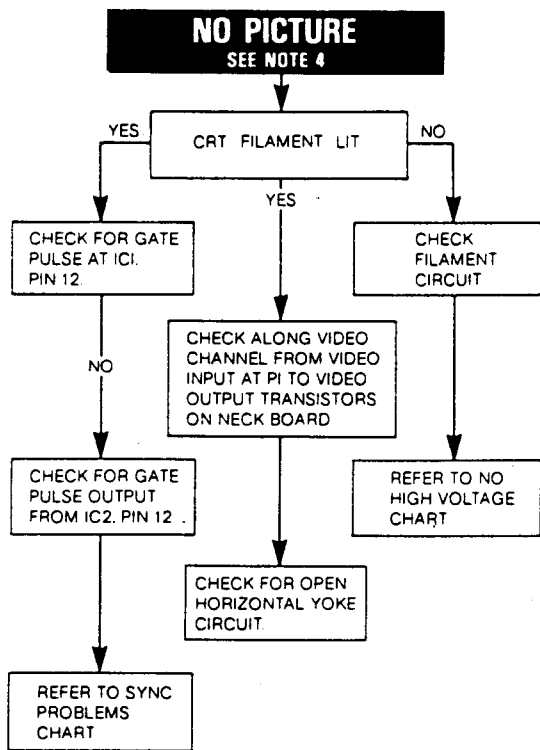 NO PICTURE
SEE NOTE 4
YES
CRT FILAMENT LIT
NO
YES
CHECK FOR GATE
PULSE AT IC1.
PIN 12.
CHECK
FILAMENT
CIRCUIT
NO
CHECK ALONG VIDEO
CHANNEL FROM VIDEO
INPUT AT P1 TO VIDEO
OUTPUT TRANSISTORS
ON NECK BOARD
CHECK FOR GATE
PULSE OUTPUT
FROM IC2. PIN 12.
REFER TO NO
HIGH VOLTAGE
CHART
CHECK FOR OPEN
HORIZONTAL YOKE
CIRCUIT.
REFER TO SYNC
PROBLEMS
CHART